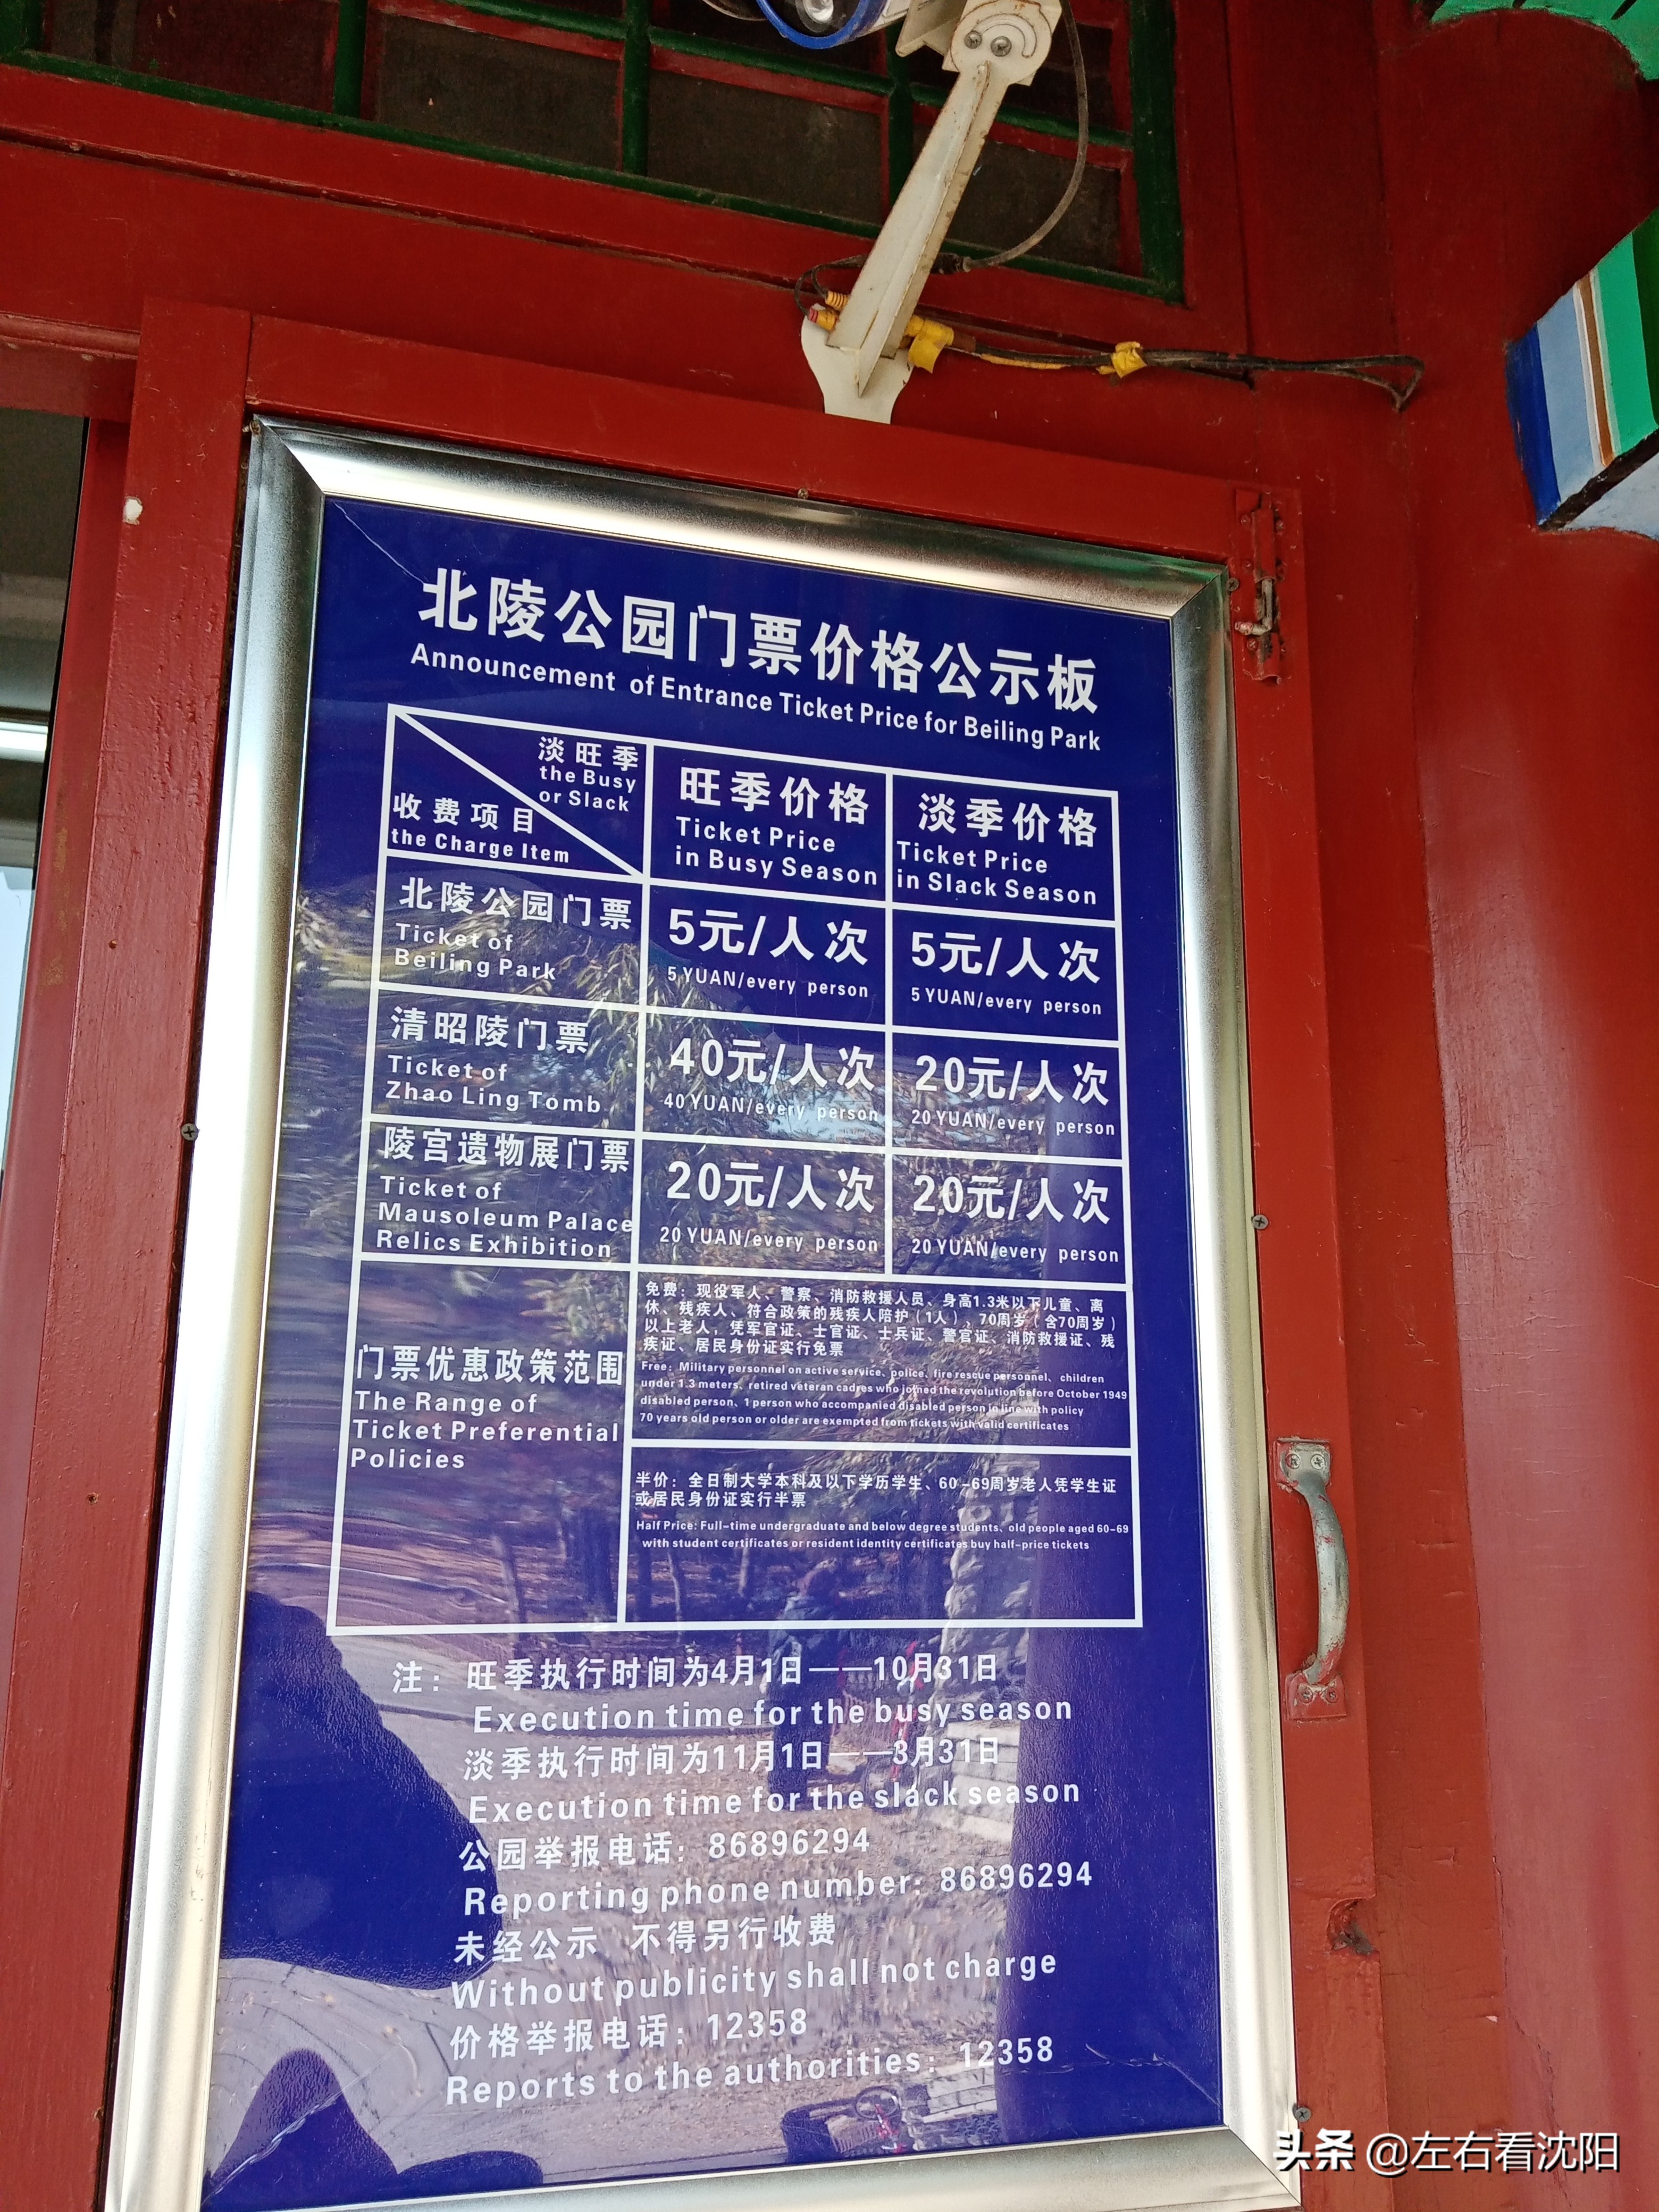 北陵公园门票价格公示板
Announcement of Entrance Ticket Price for Beiling Park
淡旺季
the Busy
or Slack
收费项目
the Charge Item
旺季价格
Ticket Price
in Busy Season
淡季价格
Ticket Price
in Slack Season
北陵公园门票
Ticket of
Beiling Park
5元/人次
5 YUAN/every person
5元/人次
5 YUAN/every person
清昭陵门票
Ticket of
Zhao Ling Tomb
40元/人次
40 YUAN/every person
20元/人次
20 YUAN/every person
陵宫遗物展门票
Ticket of
Mausoleum Palace
Relics Exhibition
20元/人次
20 YUAN/every person
20元/人次
20 YUAN/every person
门票优惠政策范围
The Range of
Ticket Preferential
Policies
免费：现役军人、警察、消防救援人员、身高1.3米以下儿童、离
休、残疾人、符合政策的残疾人陪护（1人）、70周岁（含70周岁）
以上老人，凭军官证、士官证、士兵证、警官证、消防救援证、残
疾证、居民身份证实行免票
Free：Military personnel on active service、police、fire rescue personnel、children
under 1.3 meters、retired veteran cadres who joined the revolution before October 1949
disabled person、1 person who accompanied disabled person in line with policy
70 years old person or older are exempted from tickets with valid certificates
半价：全日制大学本科及以下学历学生、60-69周岁老人凭学生证
或居民身份证实行半票
Half Price: Full-time undergraduate and below degree students、old people aged 60-69
with student certificates or resident identity certificates buy half-price tickets
注：旺季执行时间为4月1日——10月31日
Execution time for the busy season
淡季执行时间为11月1日——3月31日
Execution time for the slack season
公园举报电话：86896294
Reporting phone number：86896294
未经公示 不得另行收费
Without publicity shall not charge
价格举报电话：12358
Reports to the authorities：12358
头条 @左右看沈阳